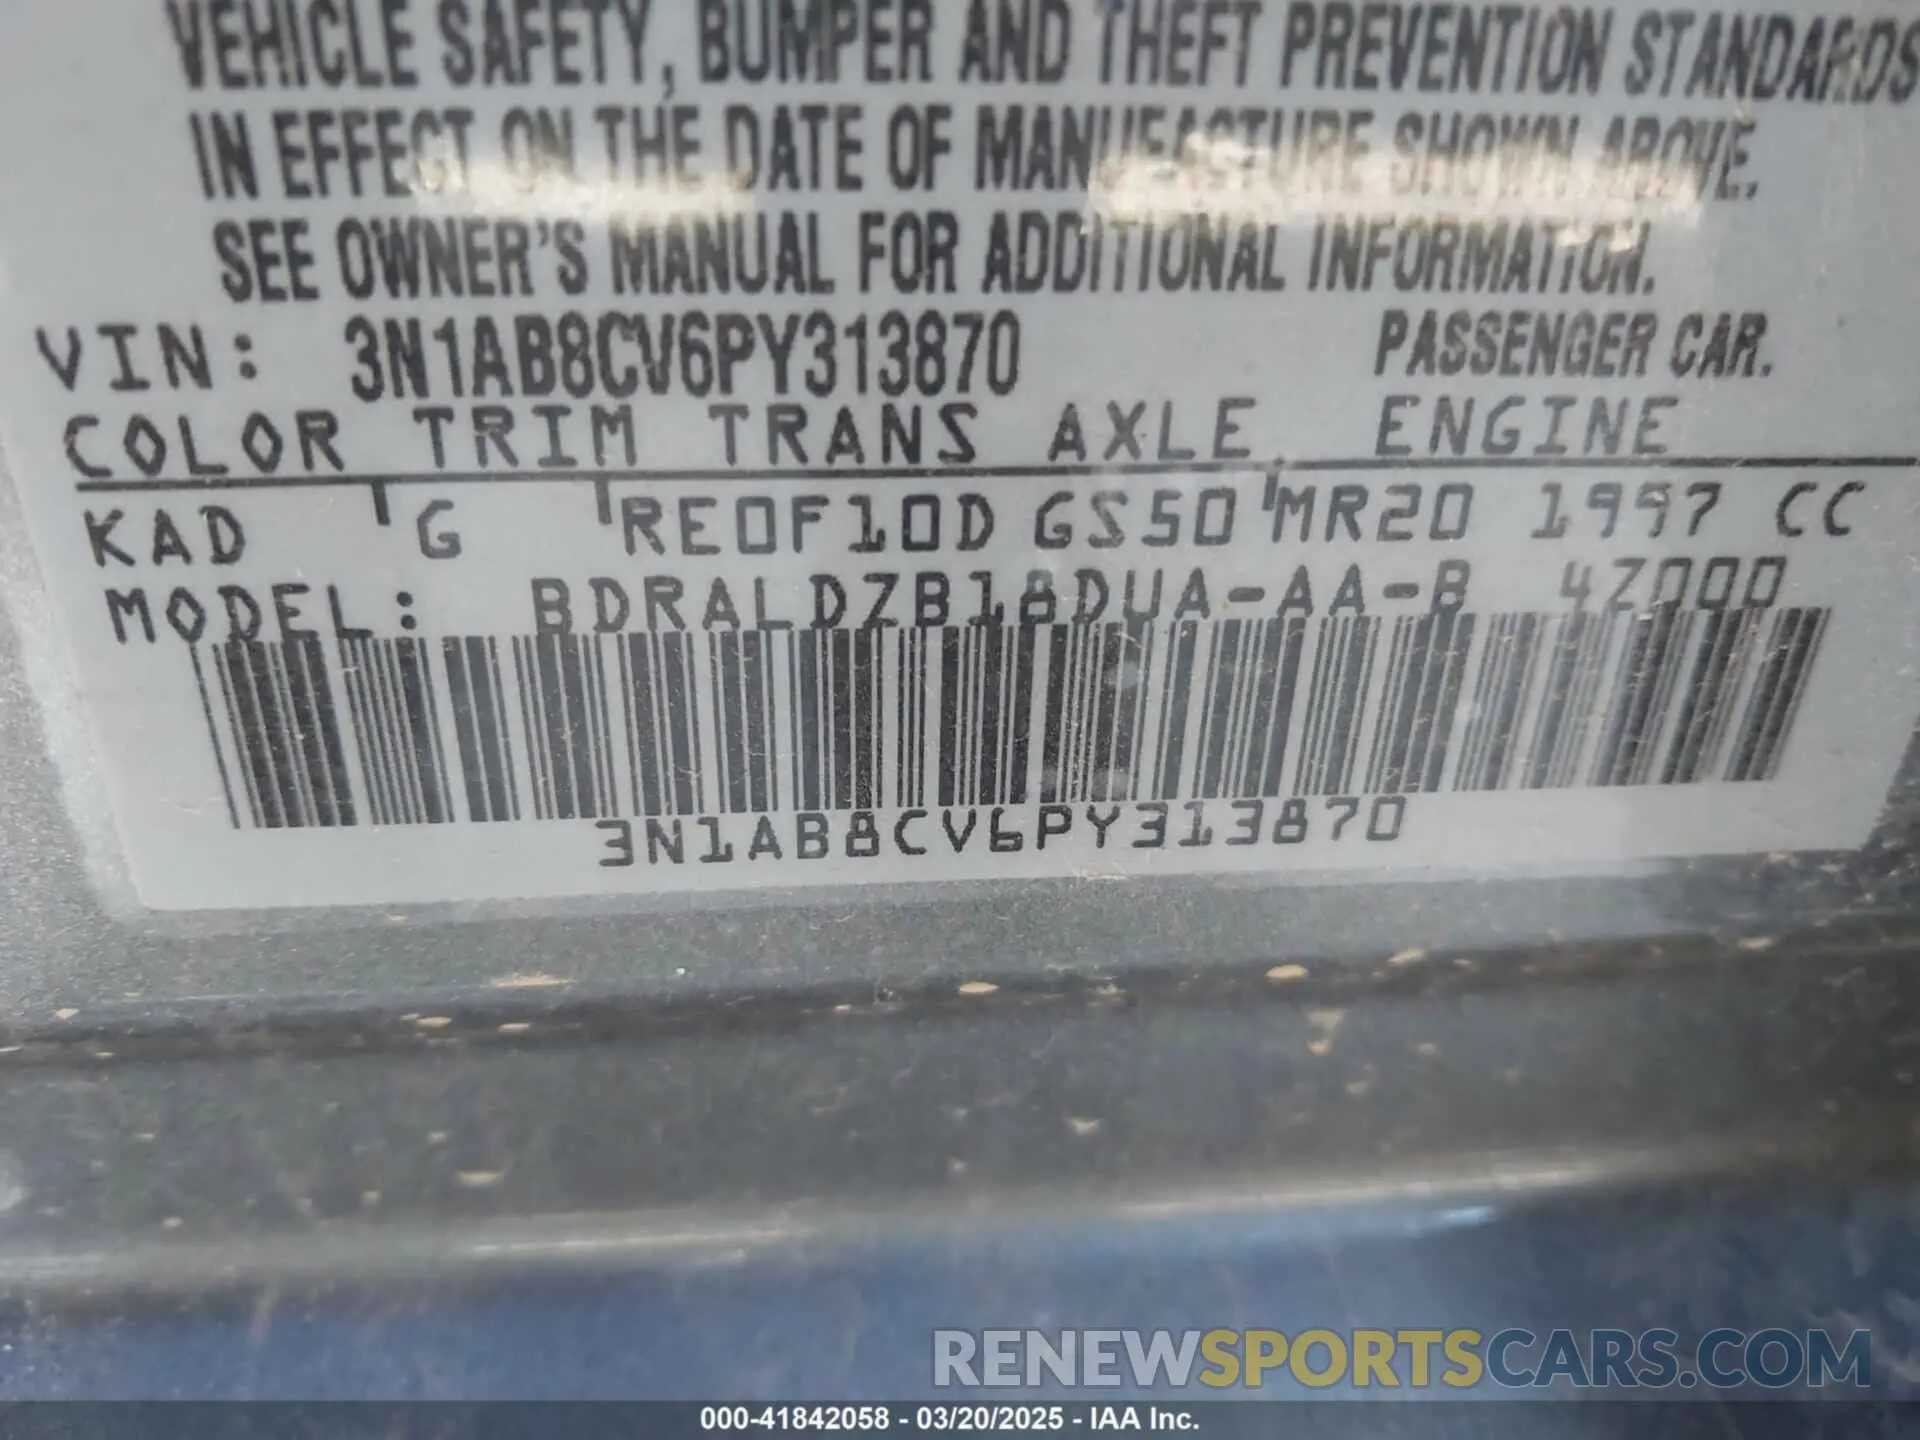 VEHICLE SAFETY, BUMPER AND THEFT PREVENTION STANDARDS
IN EFFECT ON THE DATE OF MANUFACTURE SHOWN ABOVE.
SEE OWNER'S MANUAL FOR ADDITIONAL INFORMATION.
VIN: 3N1AB8CV6PY313870 PASSENGER CAR.
COLOR TRIM TRANS AXLE ENGINE
KAD G RE0F10D GS50 MR20 1997 CC
MODEL: BDRALDZB18DUA-AA-B 4Z000
3N1AB8CV6PY313870
RENEWSPORTSCARS.COM
000-41842058 - 03/20/2025 - IAA Inc.